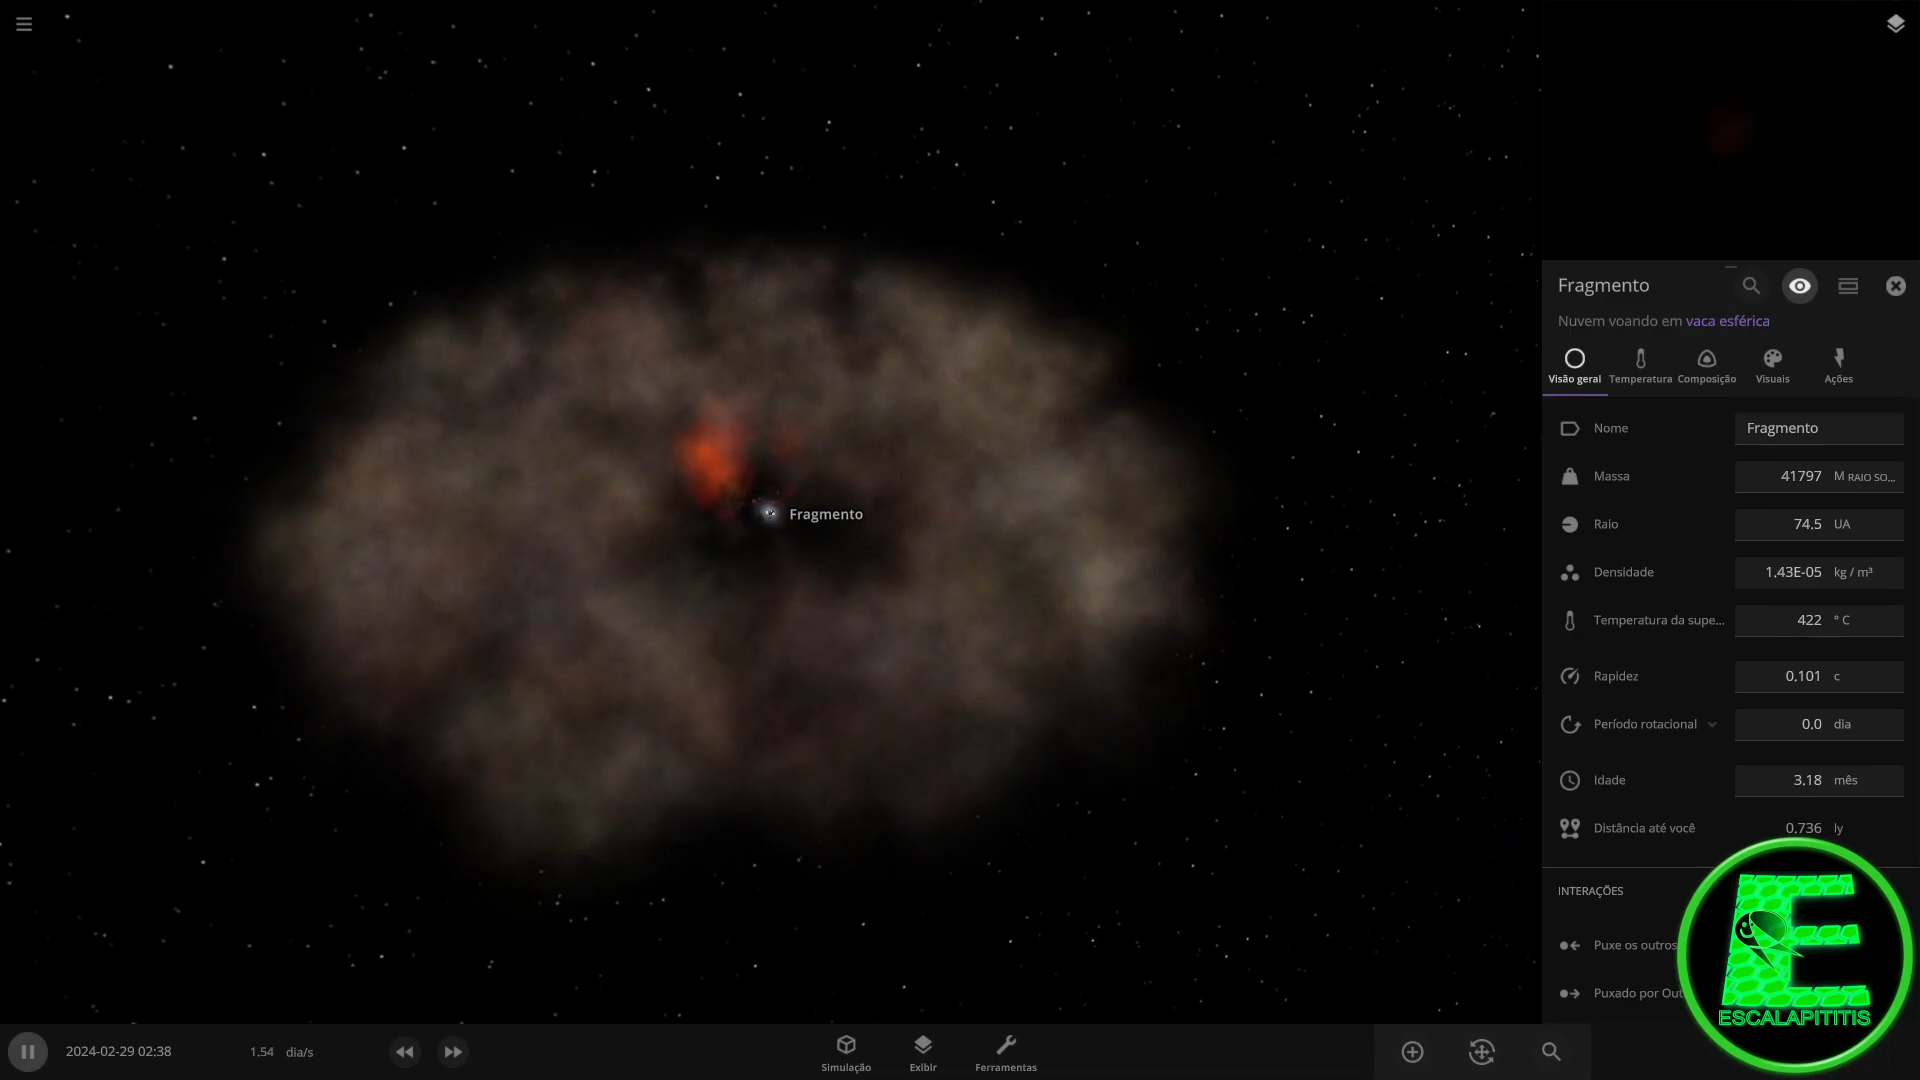 Fragmento
Nuvem voando em vaca esférica
Visão geral
Temperatura
Composição
Visuais
Ações
Nome
Fragmento
Massa
41797 M RAIO SO...
Raio
74.5 UA
Densidade
1.43E-05 kg / m³
Temperatura da supe...
422 ° C
Rapidez
0.101 c
Período rotacional
0.0 dia
Idade
3.18 mês
Distância até você
0.736 ly
INTERAÇÕES
Puxe os outros
Puxado por Out
Fragmento
E
ESCALAPITITIS
2024-02-29 02:38
1.54 dia/s
Simulação
Exibir
Ferramentas